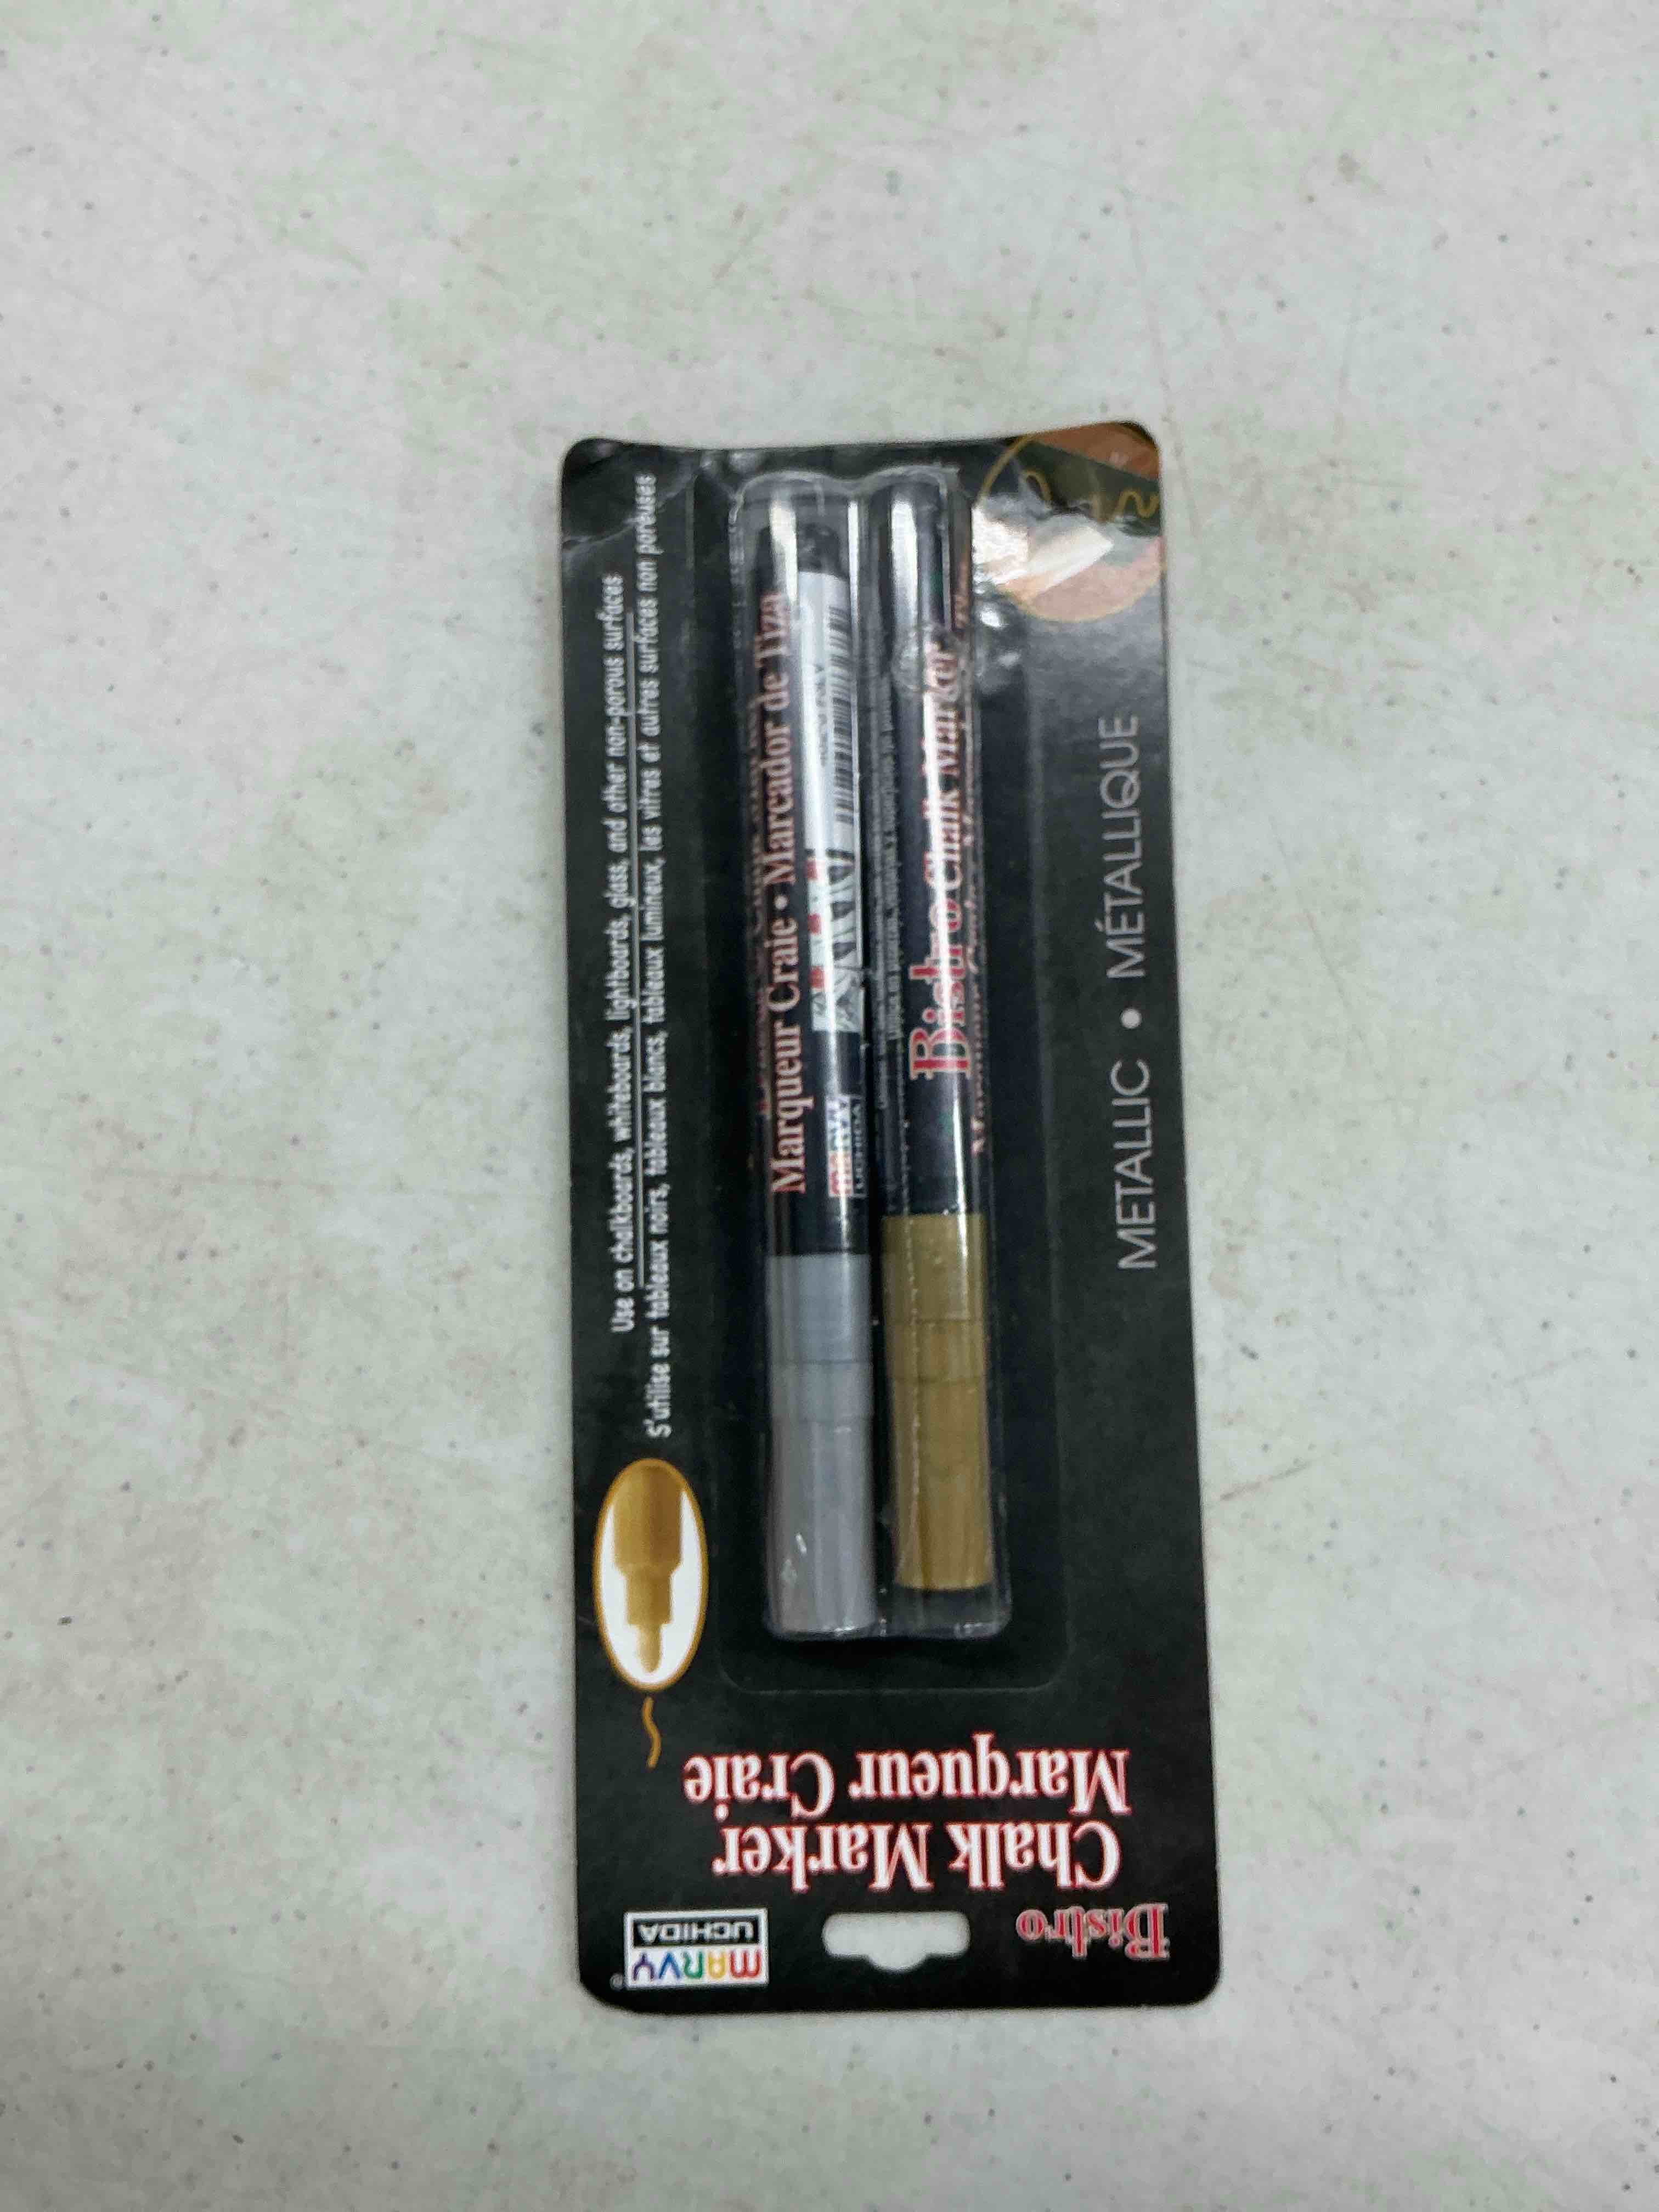 MARVY
UCHIDA
Bistro
Chalk Marker
Marqueur Craie
Use on chalkboards, whiteboards, lightboards, glass, and other non-porous surfaces
S'utilise sur tableaux noirs, tableaux blancs, tableaux lumineux, les vitres et autres surfaces non poreuses
Marqueur Craie • Marcador de Tiza
MARVY
UCHIDA
Bistro Chalk Marker
METALLIC • MÉTALLIQUE